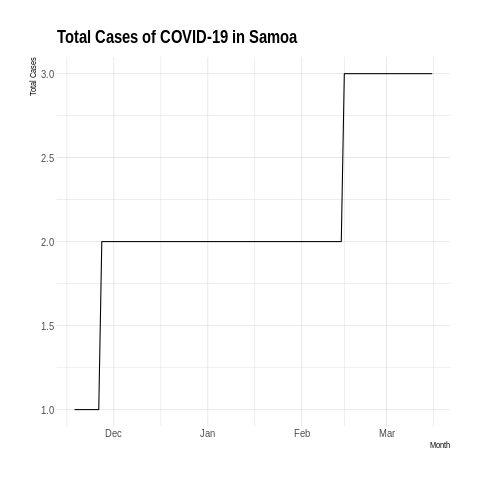 Total Cases of COVID-19 in Samoa
Total Cases
3.0
2.5
2.0
1.5
1.0
Dec Jan Feb Mar
Month